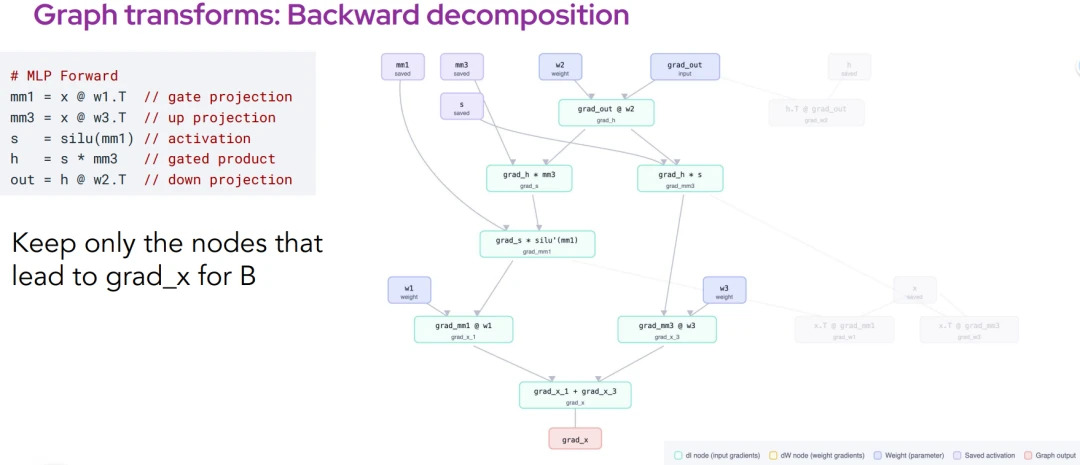 Graph transforms: Backward decomposition
# MLP Forward
mm1 = x @ w1.T // gate projection
mm3 = x @ w3.T // up projection
s = silu(mm1) // activation
h = s * mm3 // gated product
out = h @ w2.T // down projection
Keep only the nodes that
lead to grad_x for B
mm1
saved
mm3
saved
w2
weight
grad_out
input
h
saved
s
saved
grad_out @ w2
grad_h
h.T @ grad_out
grad_h * mm3
grad_s
grad_h * s
grad_mm3
grad_s * silu'(mm1)
grad_mm1
w1
weight
w3
weight
x
saved
grad_mm1 @ w1
grad_x_1
grad_mm3 @ w3
grad_x_3
x.T @ grad_mm1
grad_w1
x.T @ grad_mm3
grad_w3
grad_x_1 + grad_x_3
grad_x
grad_x
dI node (input gradients)
dW node (weight gradients)
Weight (parameter)
Saved activation
Graph output